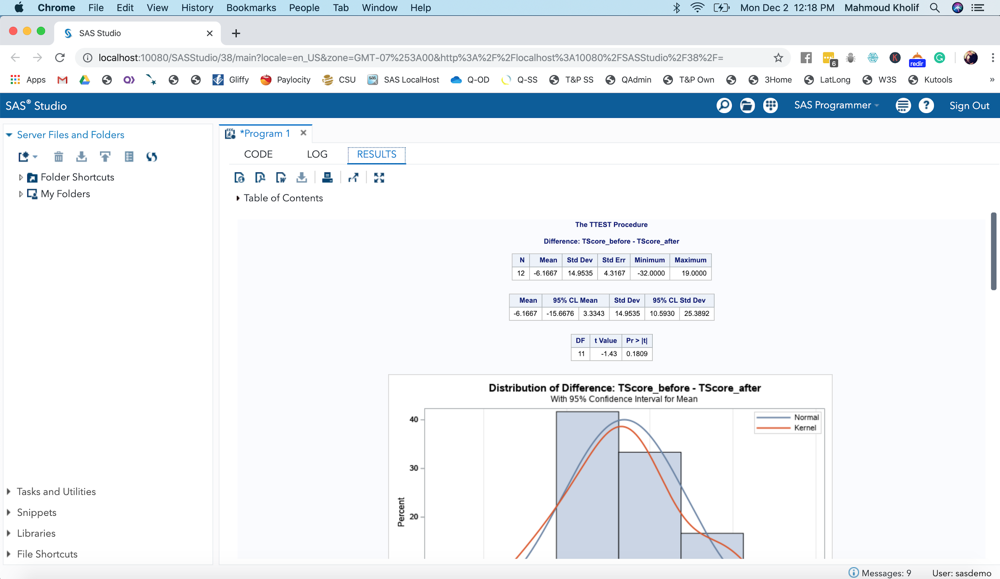 Chrome File Edit View History Bookmarks People Tab Window Help Mon Dec 2 12:18 PM Mahmoud Kholif
SAS Studio
localhost:10080/SASStudio/38/main?locale=en_US&zone=GMT-07%253A00&http%3A%2F%2Flocalhost%3A10080%2FSASStudio%2F38%2F=
6
K
redir
G
Apps Gliffy Paylocity CSU sas SAS LocalHost Q-OD Q-SS T&P SS QAdmin T&P Own 3Home LatLong W3S Kutools »
SAS® Studio SAS Programmer ? Sign Out
Server Files and Folders
Folder Shortcuts
My Folders
Tasks and Utilities
Snippets
Libraries
File Shortcuts
*Program 1
CODE LOG RESULTS
Table of Contents
The TTEST Procedure
Difference: TScore_before - TScore_after
N Mean Std Dev Std Err Minimum Maximum
12 -6.1667 14.9535 4.3167 -32.0000 19.0000
Mean 95% CL Mean Std Dev 95% CL Std Dev
-6.1667 -15.6676 3.3343 14.9535 10.5930 25.3892
DF t Value Pr > |t|
11 -1.43 0.1809
Distribution of Difference: TScore_before - TScore_after
With 95% Confidence Interval for Mean
Normal
Kernel
40
30
20
Percent
Messages: 9 User: sasdemo